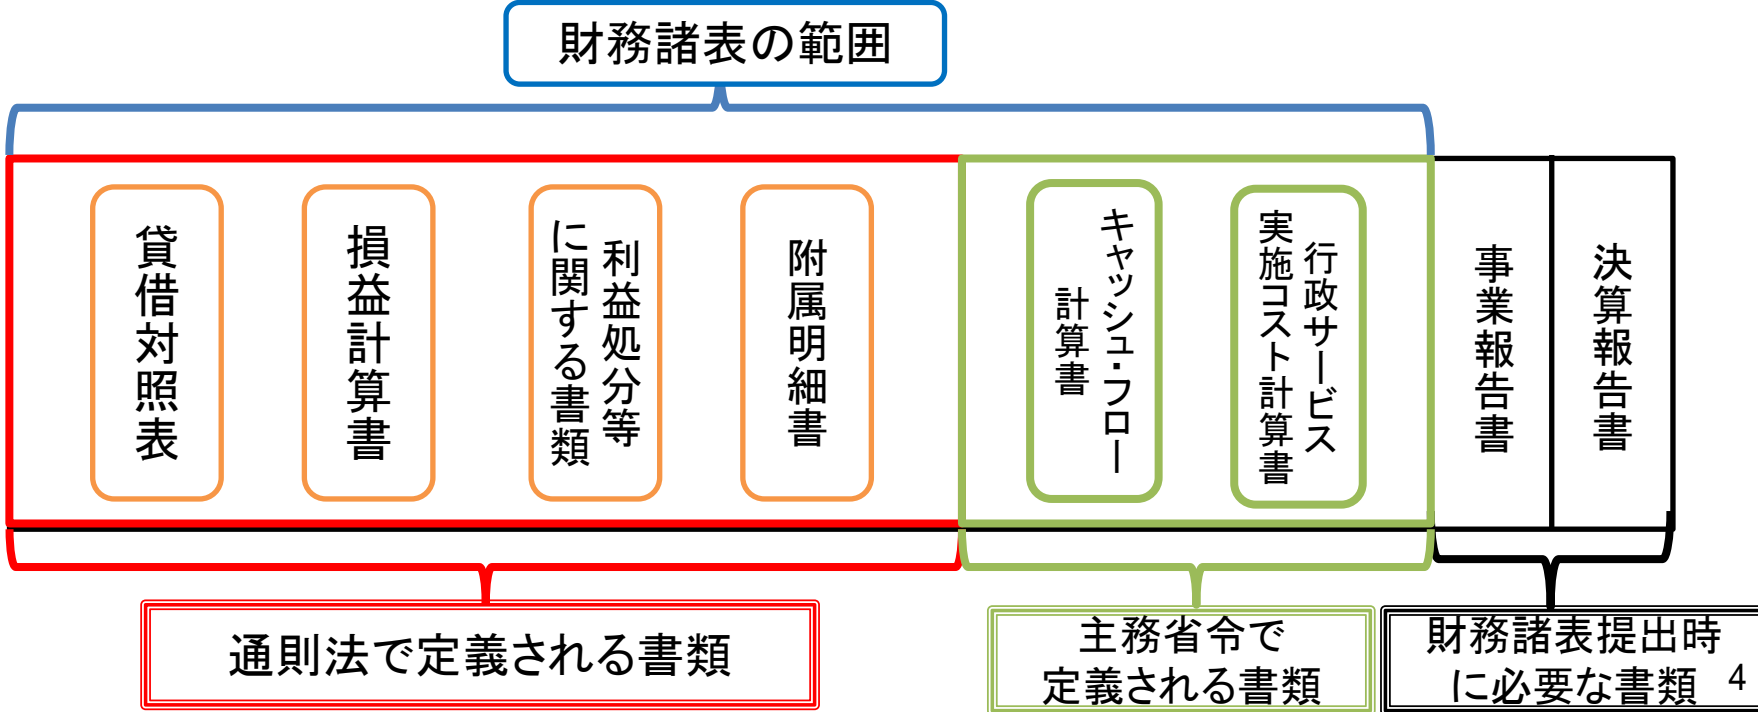 財務諸表の範囲
貸借対照表
損益計算書
利益処分等
に関する書類
附属明細書
キャッシュ・フロー
計算書
行政サービス
実施コスト計算書
事業報告書
決算報告書
通則法で定義される書類
主務省令で
定義される書類
財務諸表提出時
に必要な書類
4